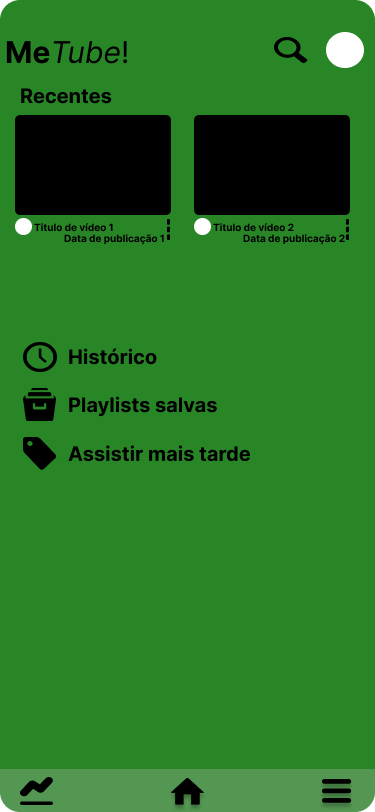 MeTube!
Recentes
Titulo de vídeo 1
Data de publicação 1
Titulo de vídeo 2
Data de publicação 2
Histórico
Playlists salvas
Assistir mais tarde